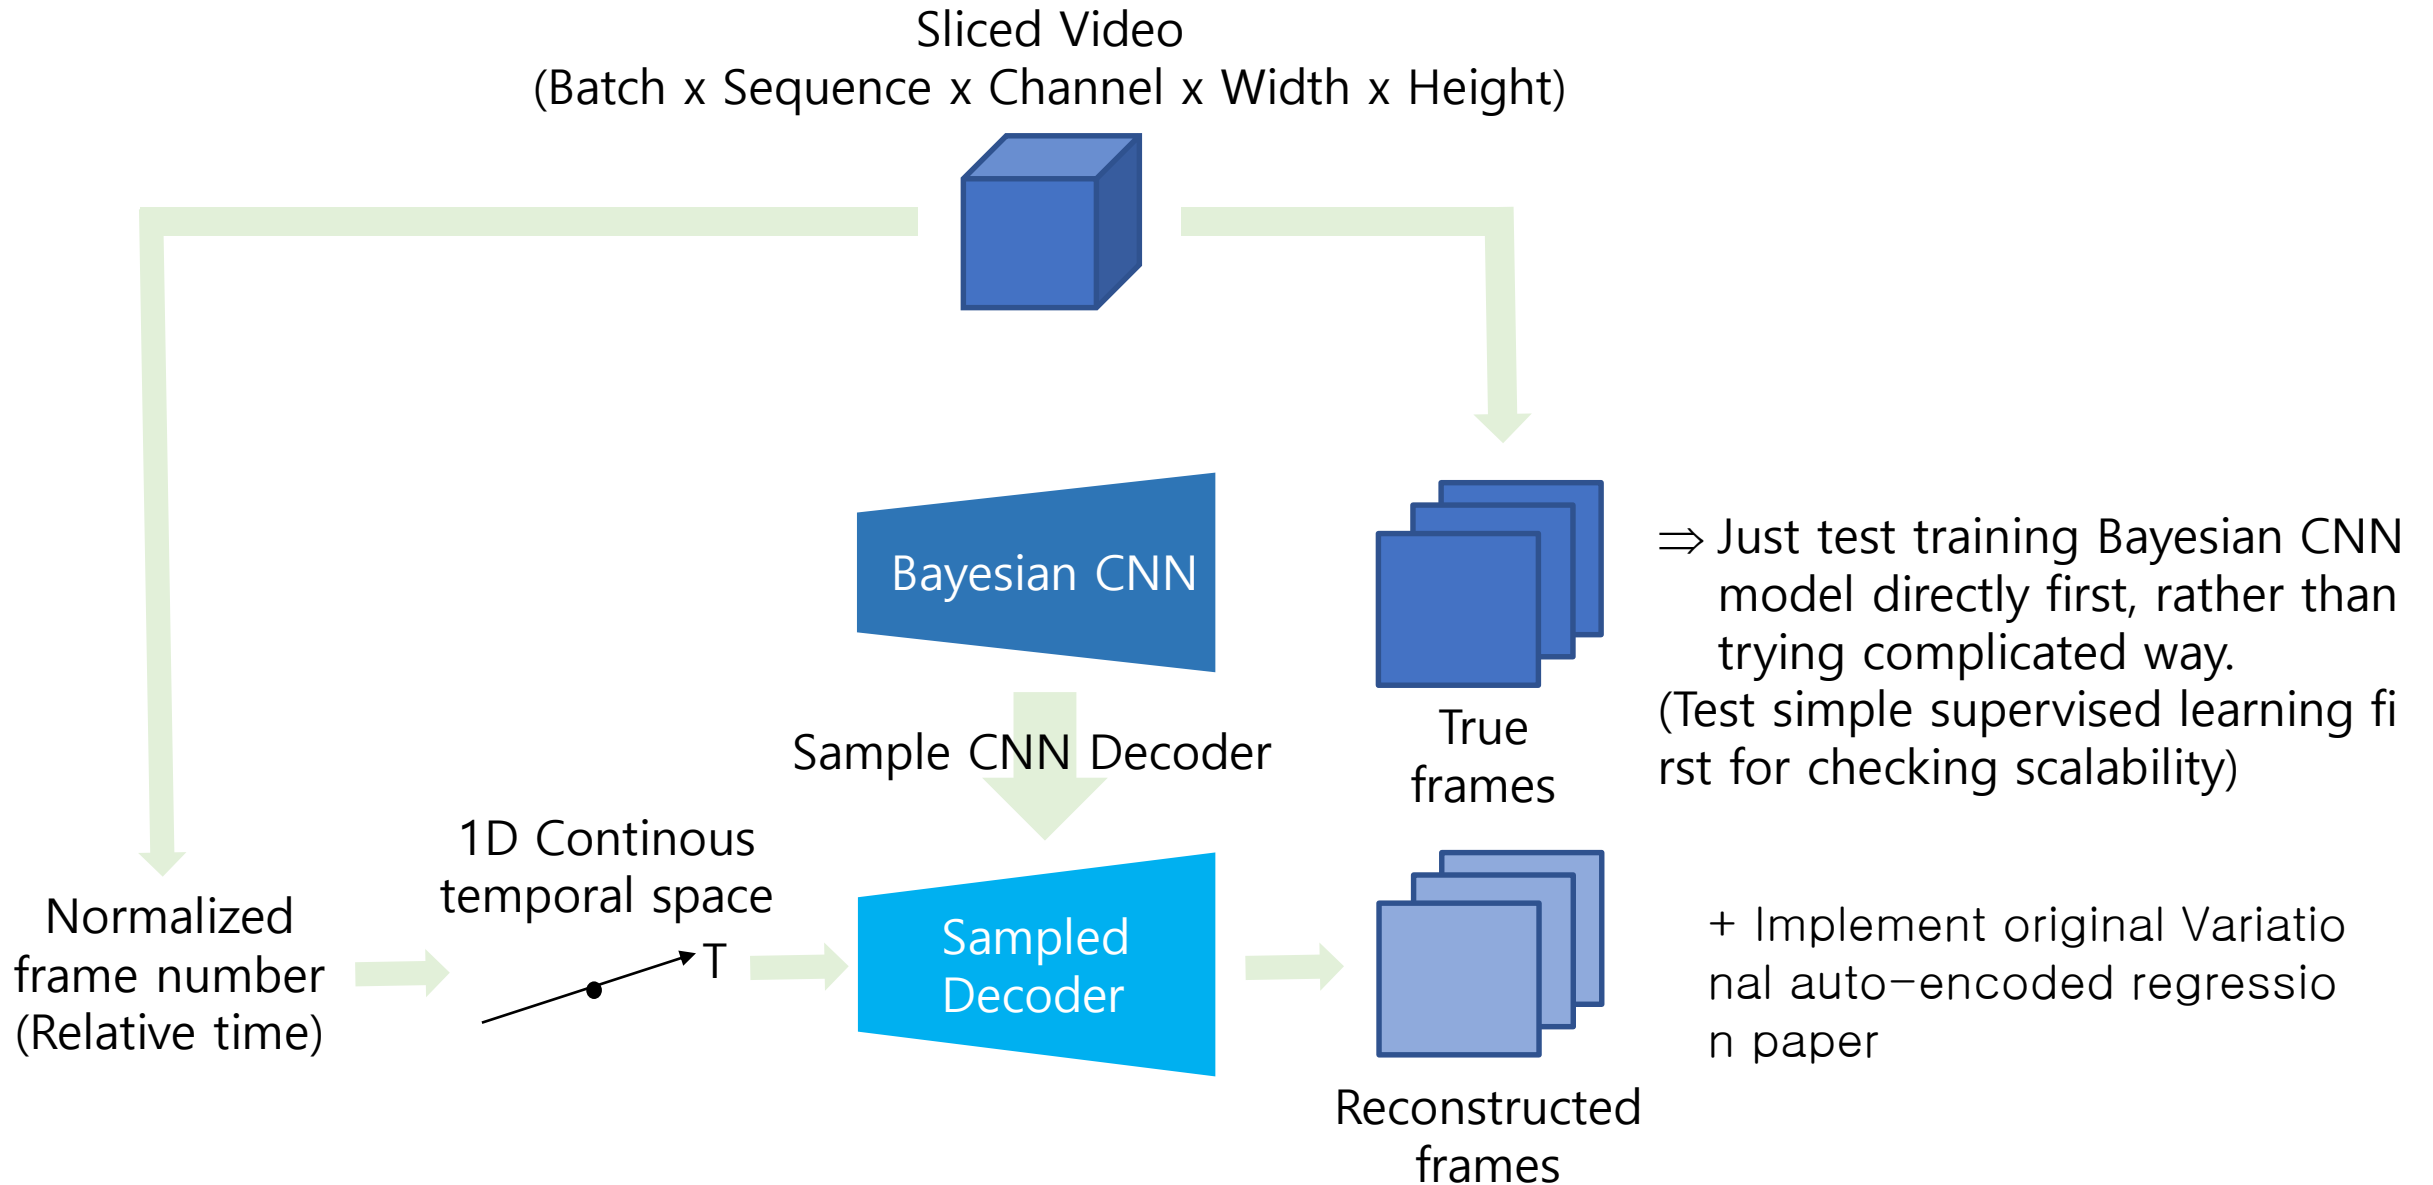 Sliced Video
(Batch x Sequence x Channel x Width x Height)
Bayesian CNN
Sample CNN Decoder
True
frames
⇒ Just test training Bayesian CNN
model directly first, rather than
trying complicated way.
(Test simple supervised learning fi
rst for checking scalability)
Normalized
frame number
(Relative time)
1D Continous
temporal space
T
Sampled
Decoder
Reconstructed
frames
+ Implement original Variatio
nal auto-encoded regressio
n paper